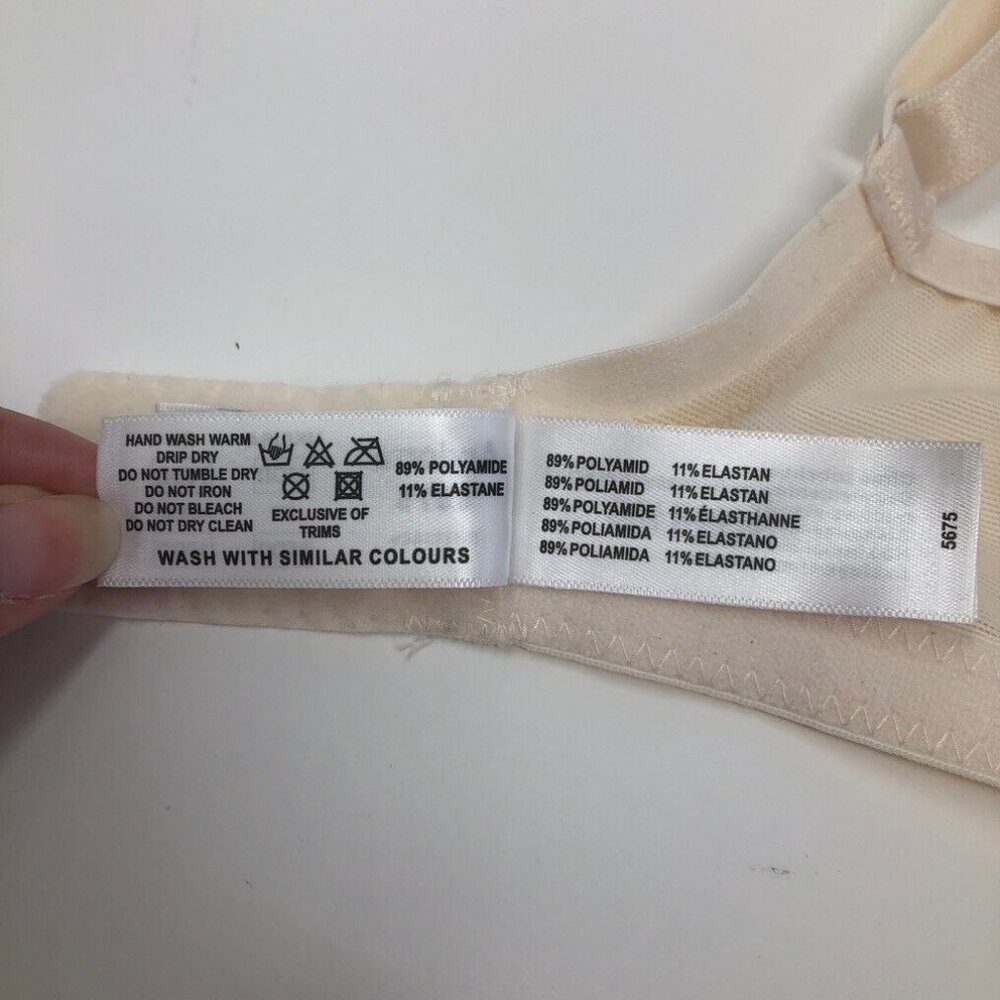 HAND WASH WARM
DRIP DRY
DO NOT TUMBLE DRY
DO NOT IRON
DO NOT BLEACH
DO NOT DRY CLEAN
EXCLUSIVE OF
TRIMS
89% POLYAMIDE
11% ELASTANE
WASH WITH SIMILAR COLOURS
89% POLYAMID 11% ELASTAN
89% POLIAMID 11% ELASTAN
89% POLYAMIDE 11% ÉLASTHANNE
89% POLIAMIDA 11% ELASTANO
89% POLIAMIDA 11% ELASTANO
5675